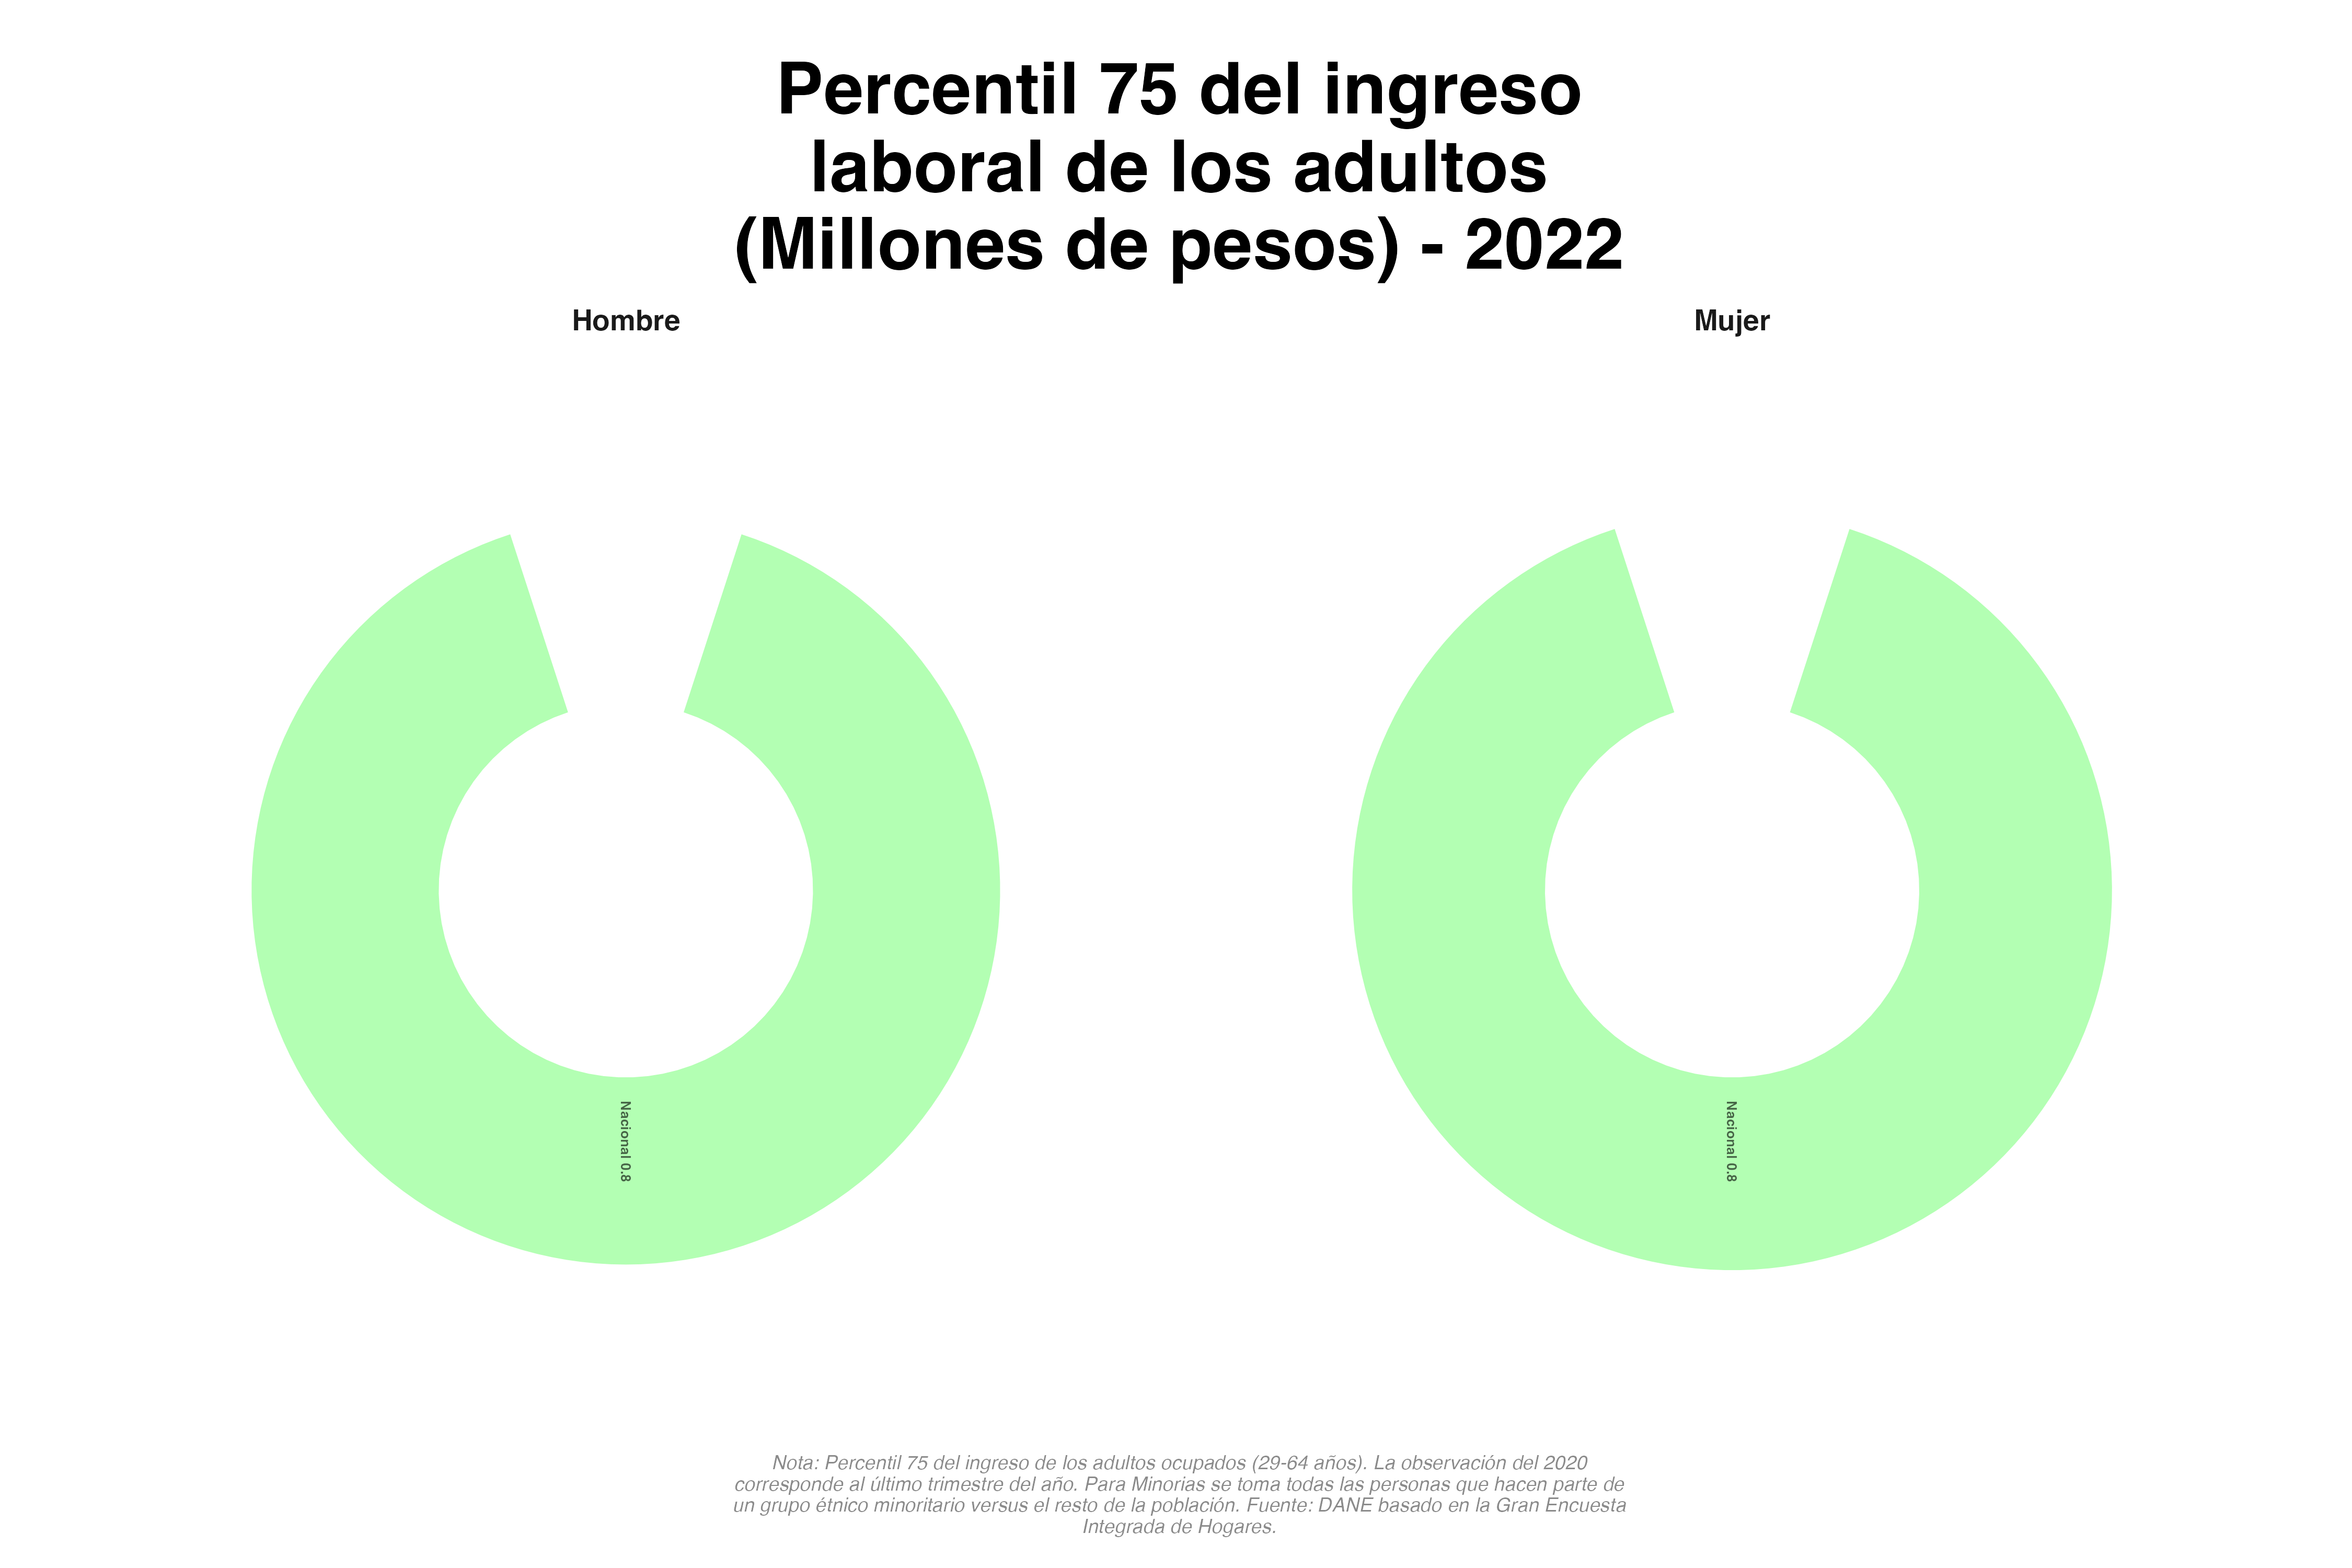 Percentil 75 del ingreso
laboral de los adultos
(Millones de pesos) - 2022
Hombre
Mujer
Nacional 0.8
Nacional 0.8
Nota: Percentil 75 del ingreso de los adultos ocupados (29-64 años). La observación del 2020
corresponde al último trimestre del año. Para Minorias se toma todas las personas que hacen parte de
un grupo étnico minoritario versus el resto de la población. Fuente: DANE basado en la Gran Encuesta
Integrada de Hogares.